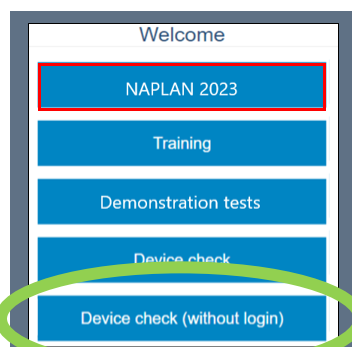 Welcome
NAPLAN 2023
Training
Demonstration tests
Device check
Device check (without login)